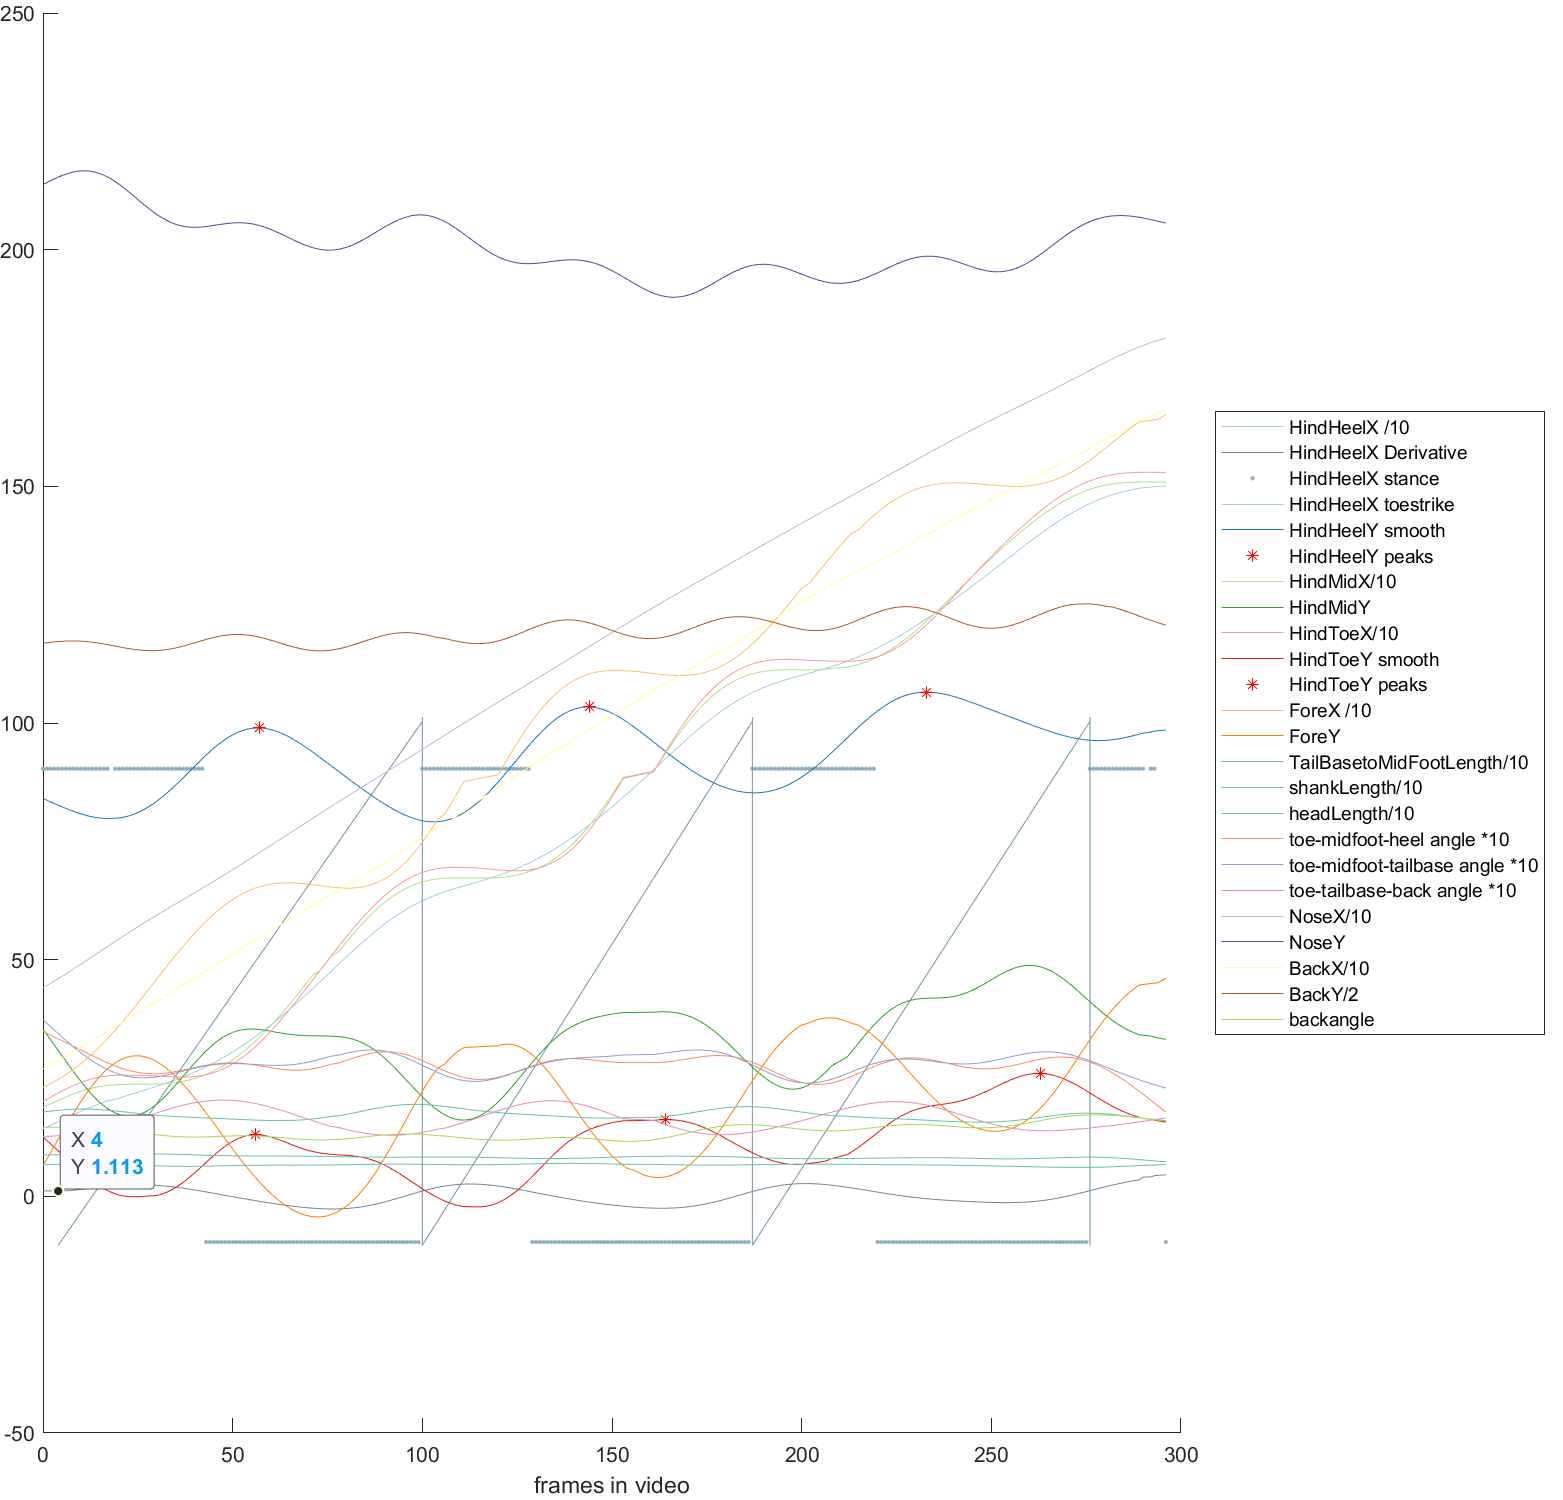 250
200
150
100
50
0
-50
0
50
100
150
200
250
300
frames in video
X 4
Y 1.113
HindHeelX /10
HindHeelX Derivative
HindHeelX stance
HindHeelX toestrike
HindHeelY smooth
HindHeelY peaks
HindMidX/10
HindMidY
HindToeX/10
HindToeY smooth
HindToeY peaks
ForeX /10
ForeY
TailBasetoMidFootLength/10
shankLength/10
headLength/10
toe-midfoot-heel angle *10
toe-midfoot-tailbase angle *10
toe-tailbase-back angle *10
NoseX/10
NoseY
BackX/10
BackY/2
backangle